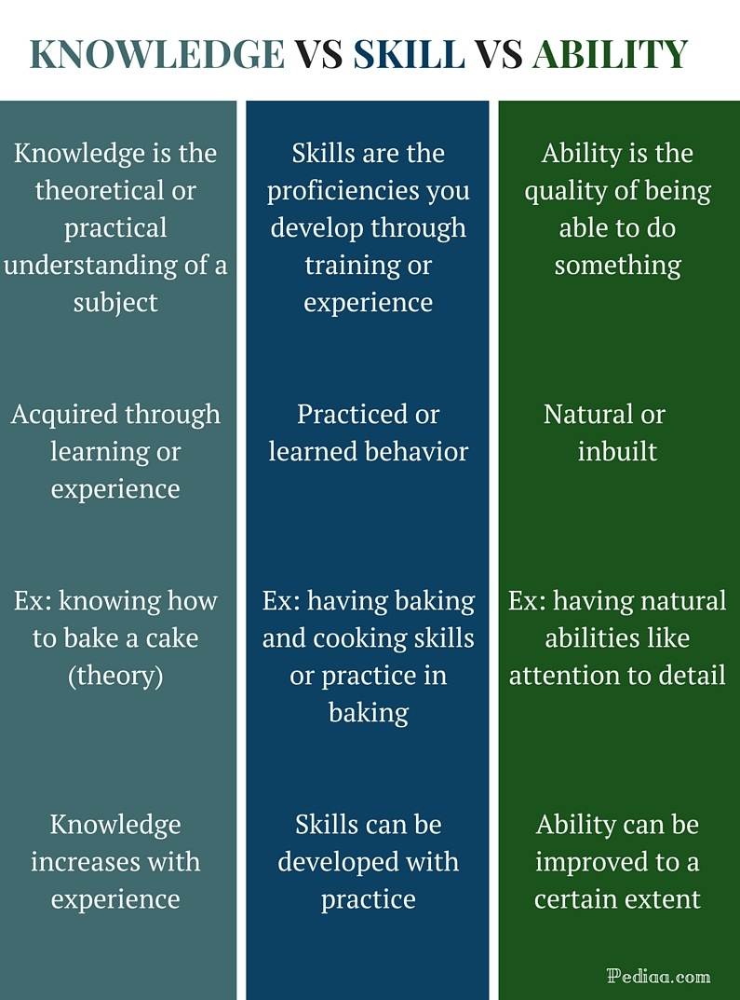 KNOWLEDGE VS SKILL VS ABILITY
Knowledge is the
theoretical or
practical
understanding of a
subject
Acquired through
learning or
experience
Ex: knowing how
to bake a cake
(theory)
Knowledge
increases with
experience
Skills are the
proficiencies you
develop through
training or
experience
Practiced or
learned behavior
Ex: having baking
and cooking skills
or practice in
baking
Skills can be
developed with
practice
Ability is the
quality of being
able to do
something
Natural or
inbuilt
Ex: having natural
abilities like
attention to detail
Ability can be
improved to a
certain extent
Pediaa.com